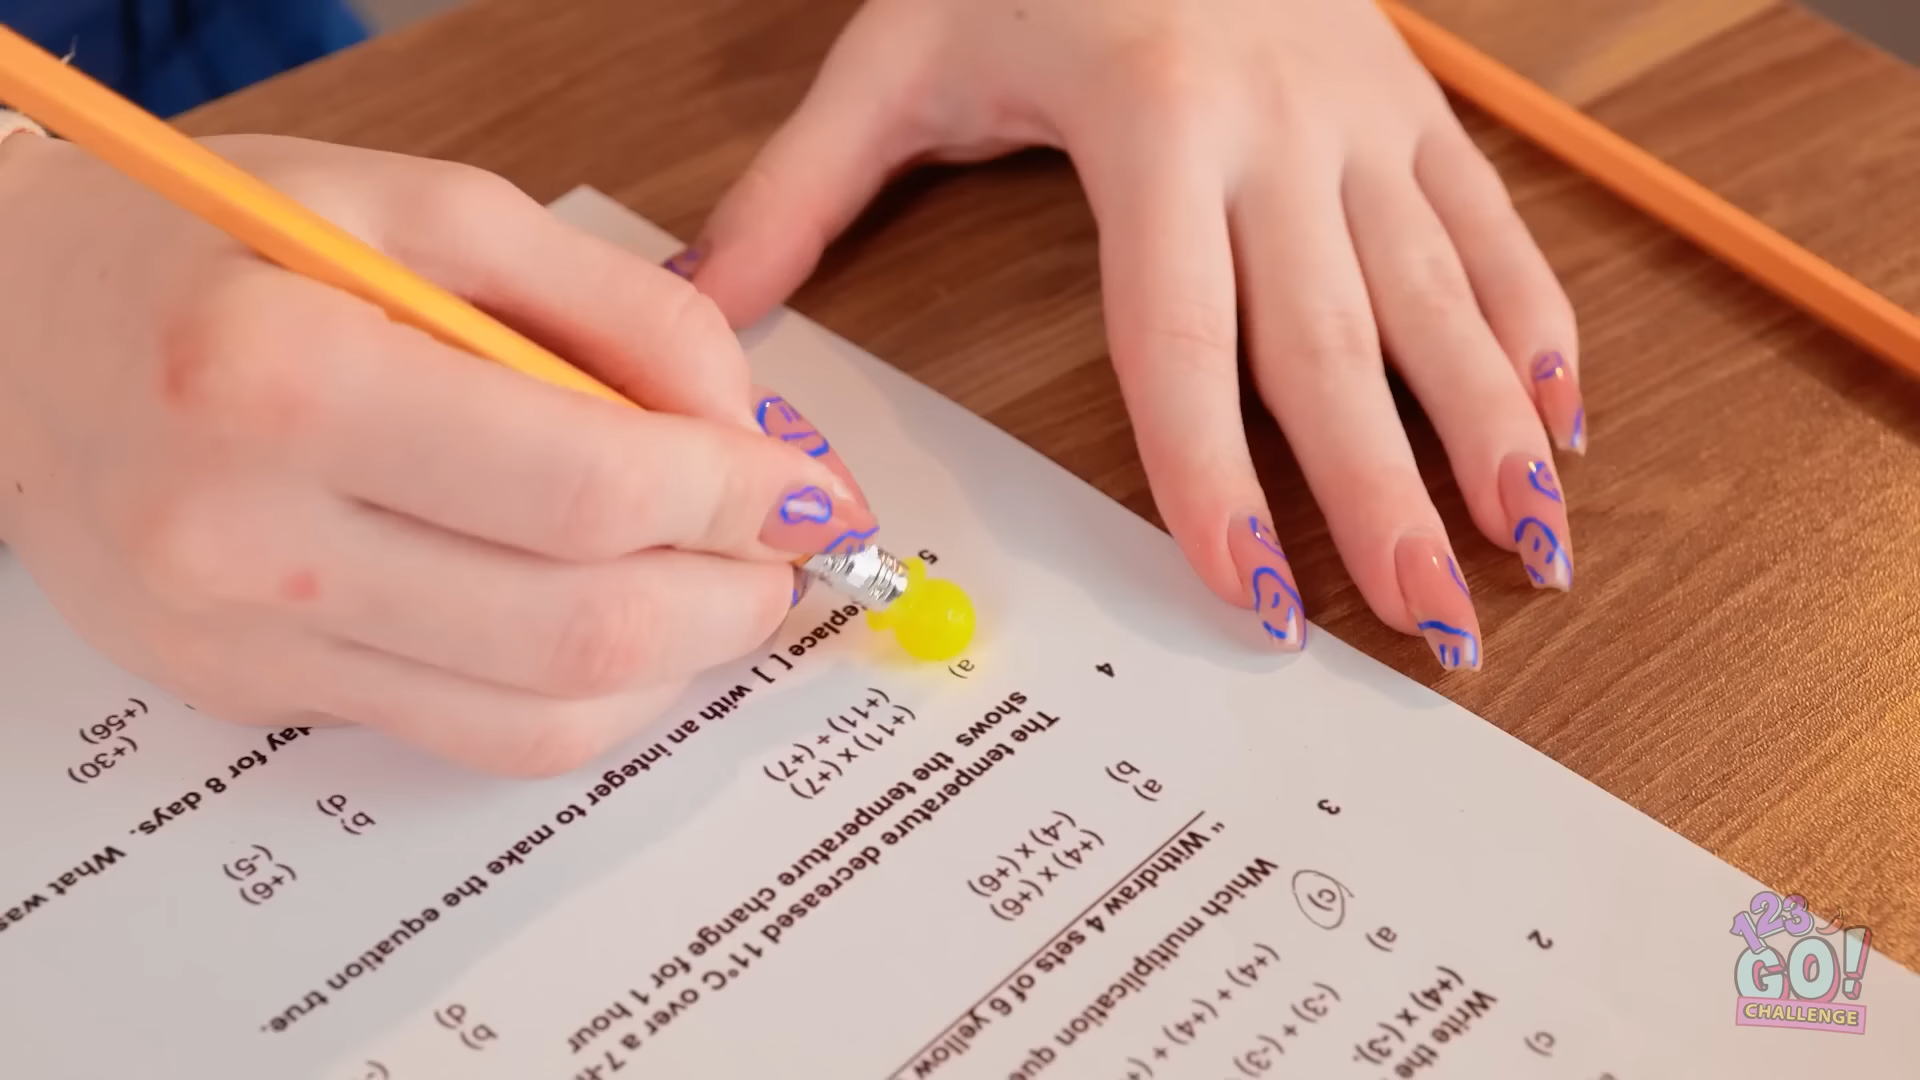 2
Write the
(+4) x (-3).
a)
(+4) + (+4) + (+
(-3) + (-3)
c)
c)
3
Which multiplication que
"Withdraw 4 sets of 6 yellow
a)
(+4) x (+6)
b)
(-4) x (+6)
4
The temperature decreased 11°C over a 7-h
shows the temperature change for 1 hour
a)
(+11) x (+7)
(+11) ÷ (+7)
b)
d)
5
eplace [ ] with an integer to make the equation true.
(+6)
(-5)
b)
d)
day for 8 days. What was
(+30)
(+56)
123
GO!
CHALLENGE